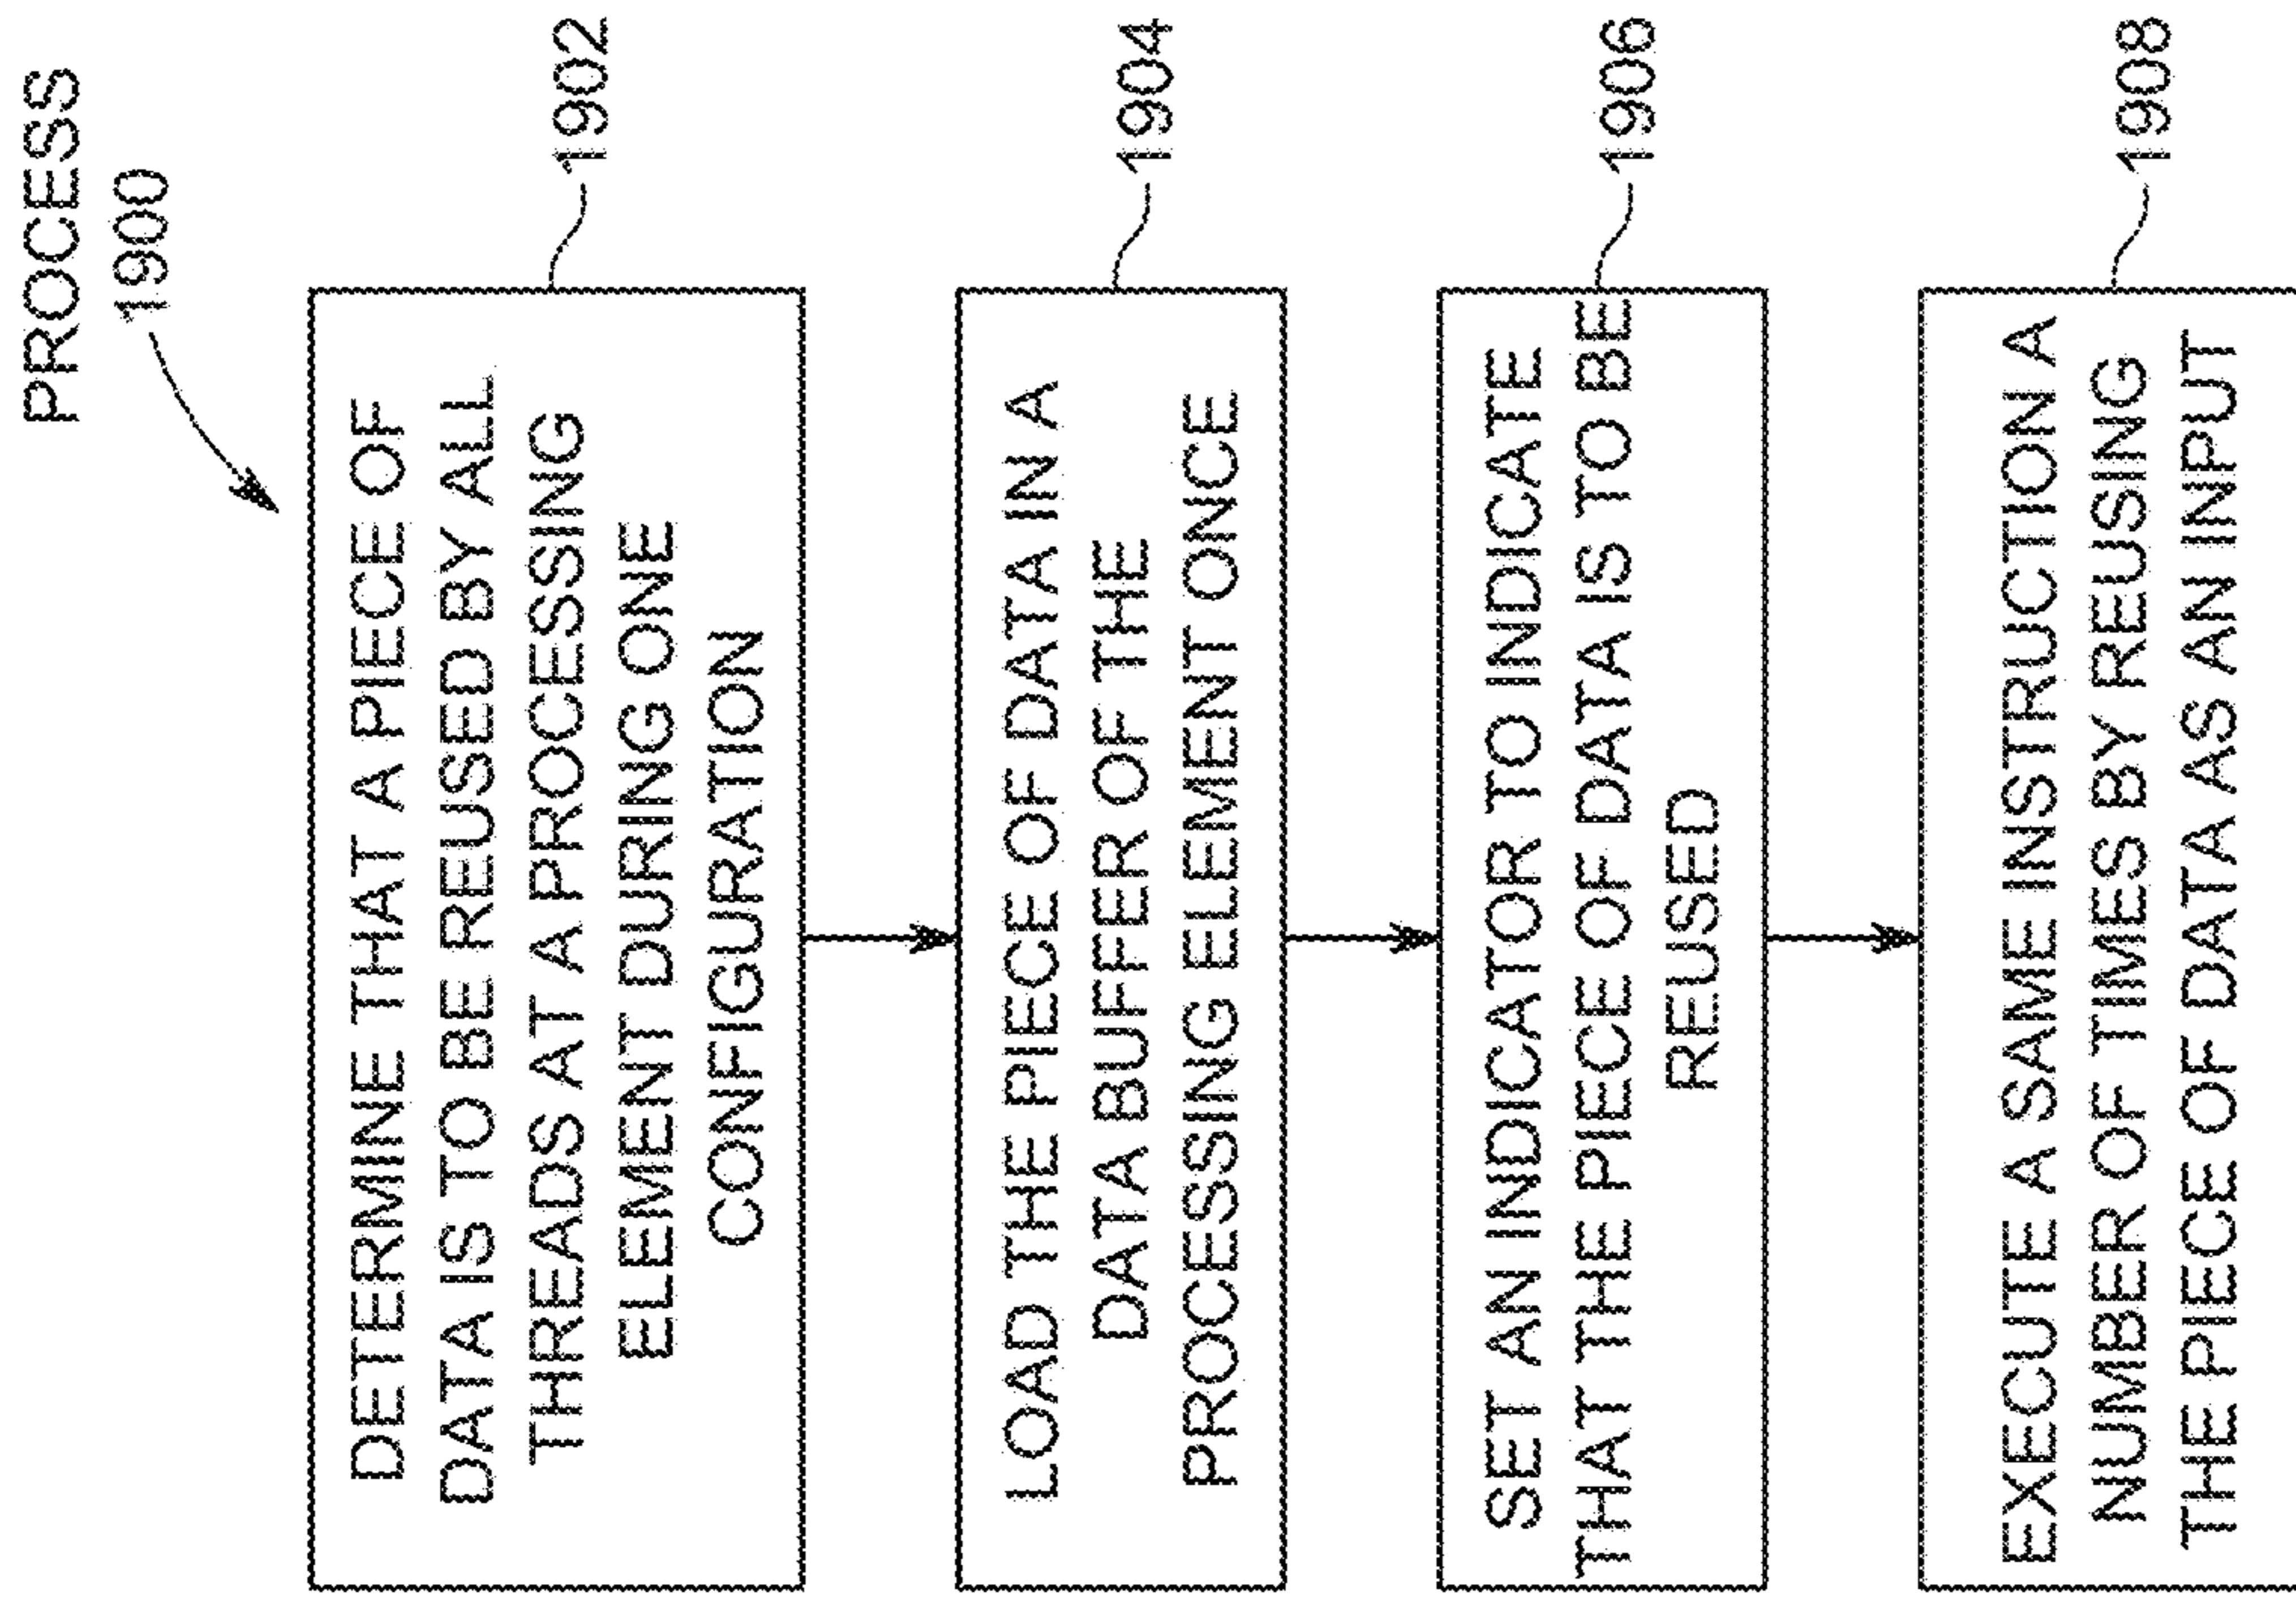 PROCESS
1900
DETERMINE THAT A PIECE OF
DATA IS TO BE REUSED BY ALL
THREADS AT A PROCESSING
ELEMENT DURING ONE
CONFIGURATION
1902
LOAD THE PIECE OF DATA IN A
DATA BUFFER OF THE
PROCESSING ELEMENT ONCE
1904
SET AN INDICATOR TO INDICATE
THAT THE PIECE OF DATA IS TO BE
REUSED
1906
EXECUTE A SAME INSTRUCTION A
NUMBER OF TIMES BY REUSING
THE PIECE OF DATA AS AN INPUT
1908